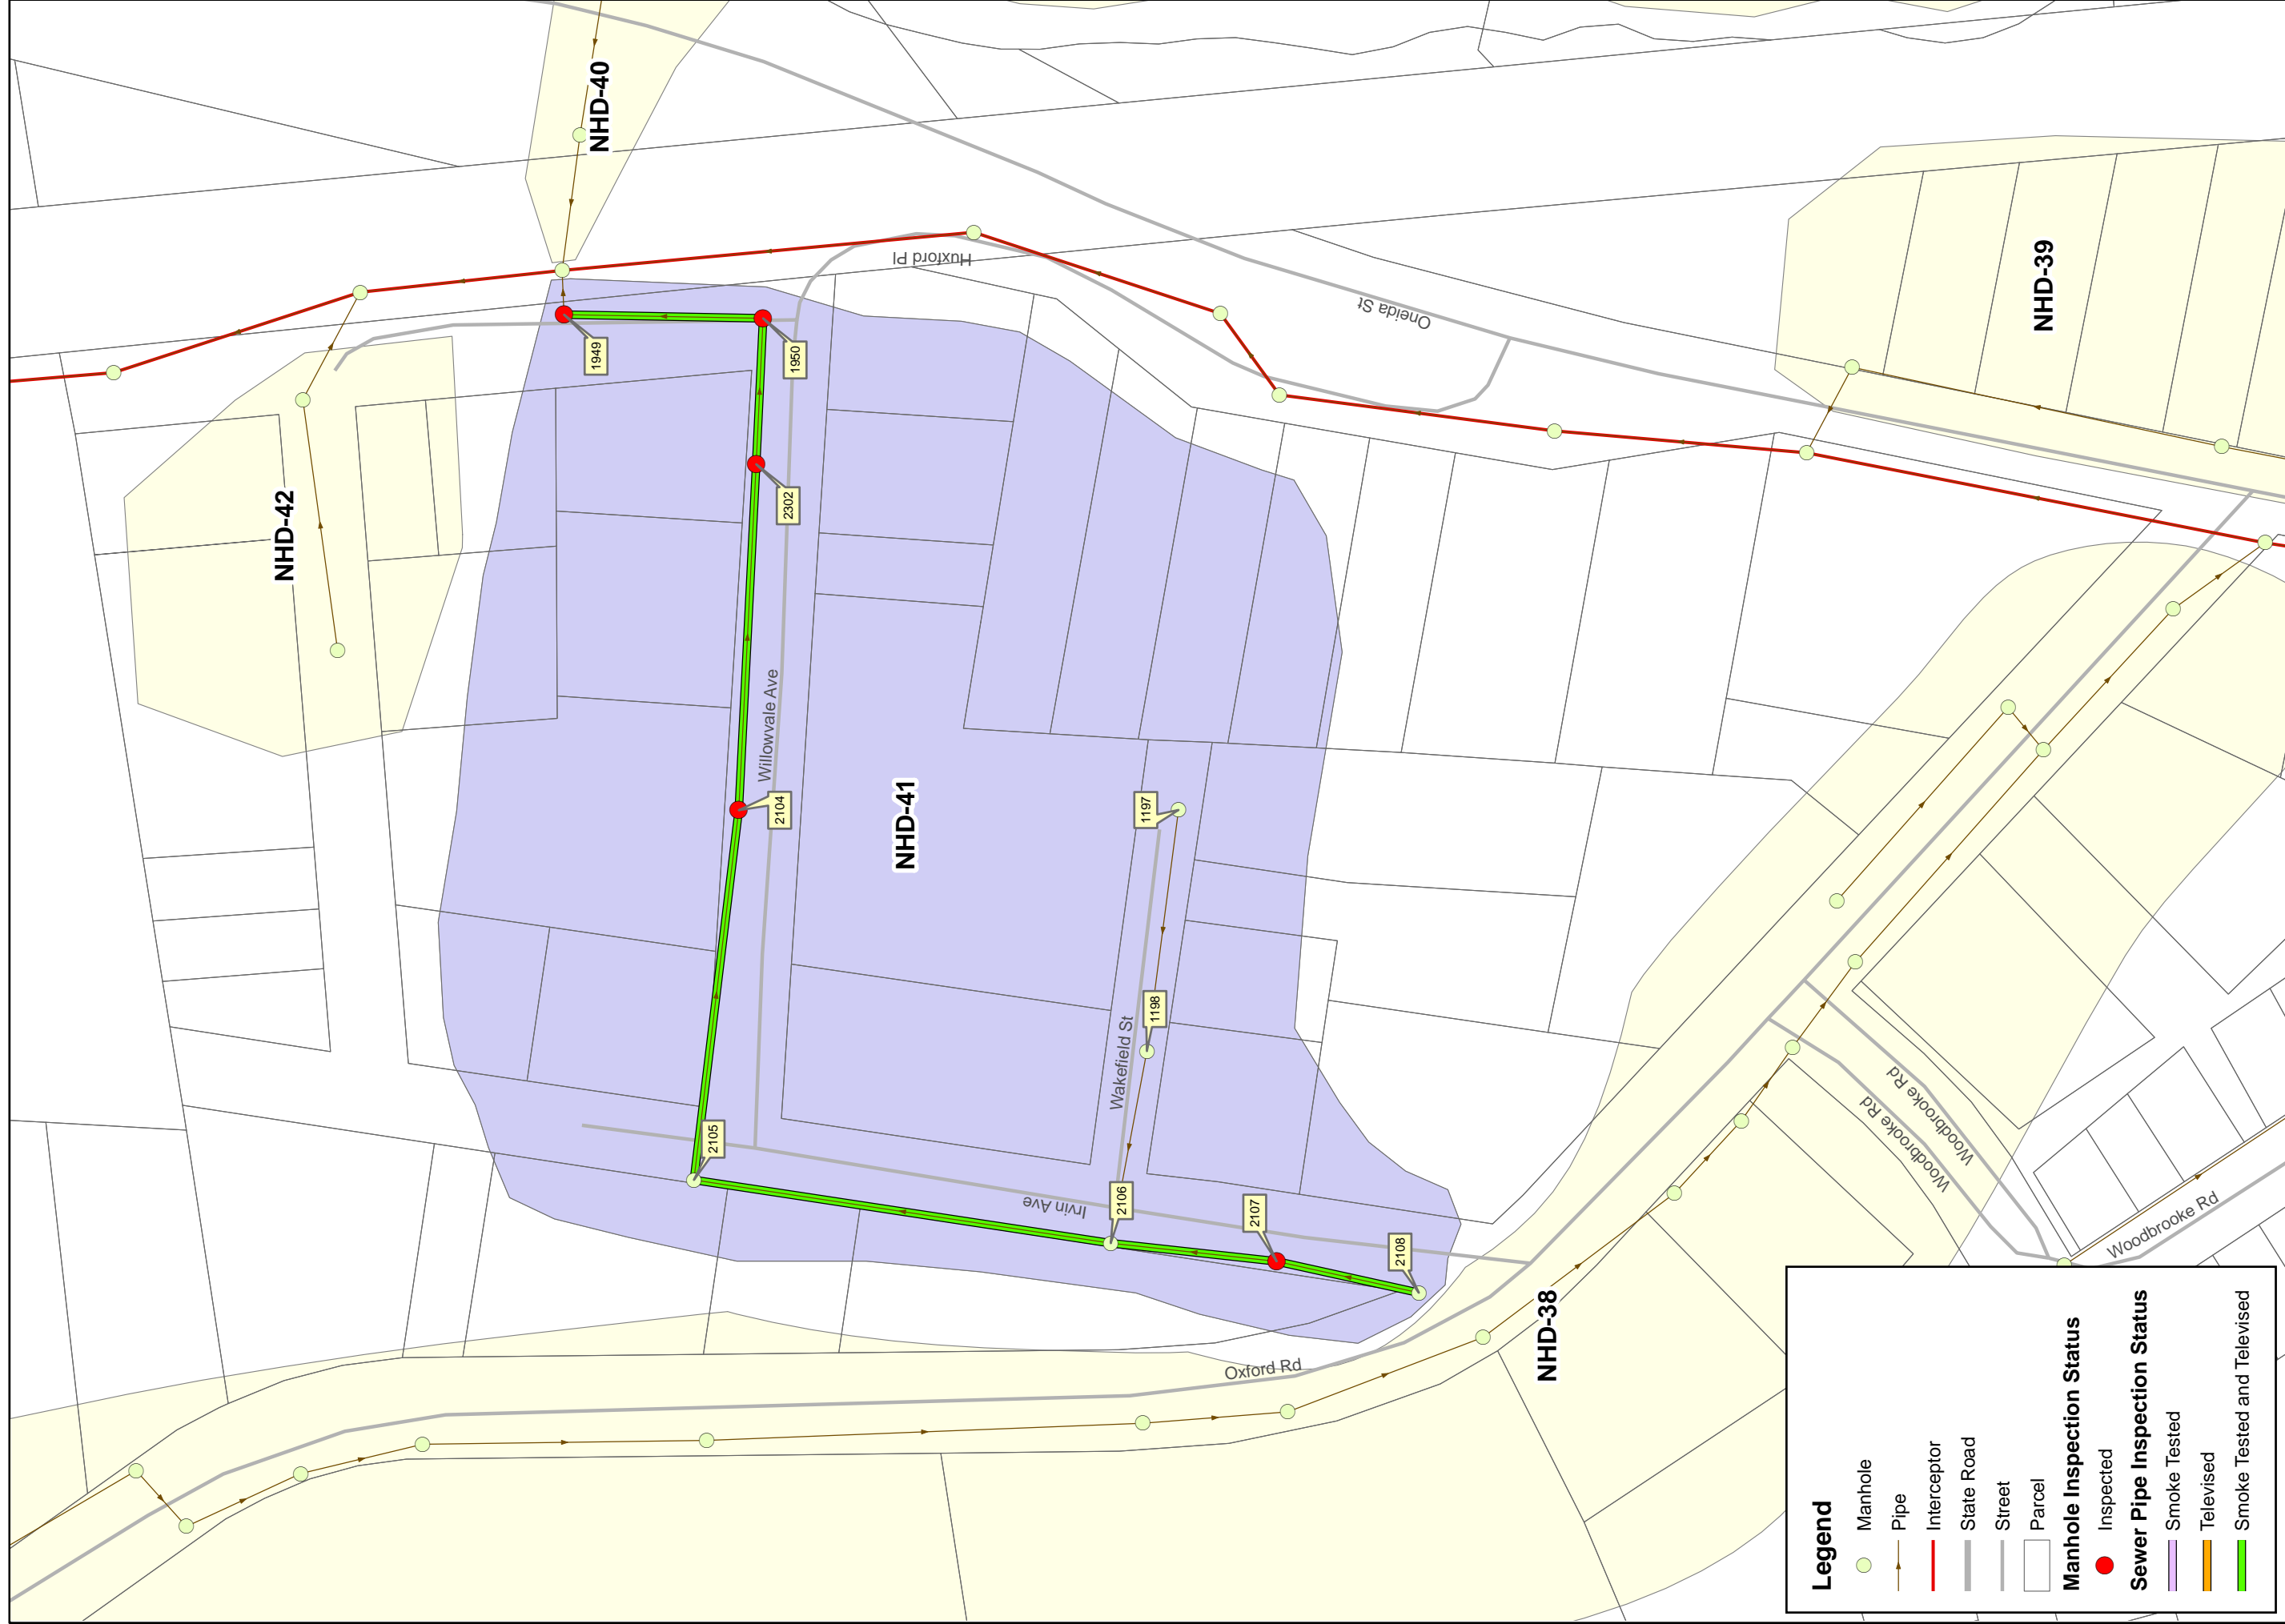 NHD-40
Huxford Pl
Oneida St
NHD-39
1949
1950
NHD-42
2302
Willowvale Ave
2104
NHD-41
1197
1198
Wakefield St
2105
2106
Irvin Ave
2107
2108
NHD-38
Oxford Rd
Woodbrooke Rd
Woodbrooke Rd
Woodbrooke Rd
Legend
Manhole
Pipe
Interceptor
State Road
Street
Parcel
Manhole Inspection Status
Inspected
Sewer Pipe Inspection Status
Smoke Tested
Televised
Smoke Tested and Televised